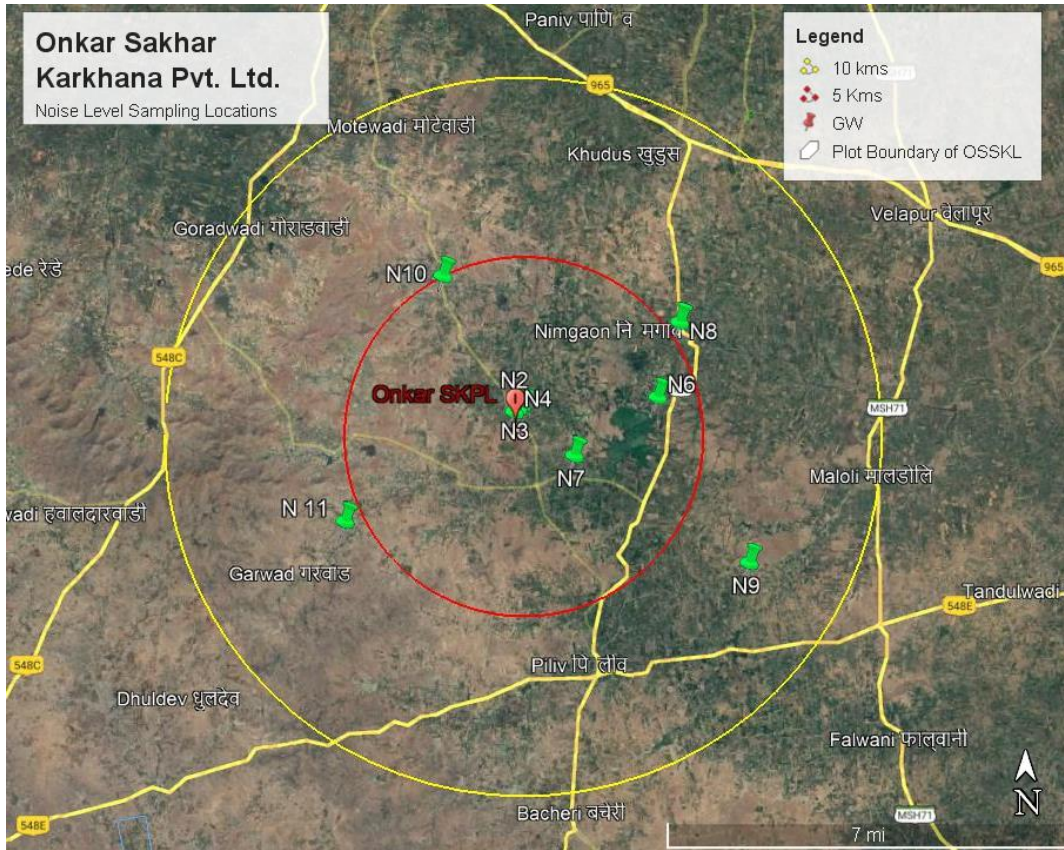 Onkar Sakhar
Karkhana Pvt. Ltd.
Noise Level Sampling Locations
Legend
10 kms
5 Kms
GW
Plot Boundary of OSSKL
Paniv पाणि व
965
Motewadi मोटेवाडी
Khudus खुडुस
Velapur वेलापूर
Goradwadi गोराडवाडी
965
N10
Nimgaon नि मगाव
N8
548C
N2
Onkar SKPL
N4
N6
N3
MSH71
N7
Maloli मालडोलि
N 11
wadi हवालदारवाडी
N9
Garwad गरवाड
Tandulwadi
548E
Piliv पि लीव
548C
Dhuldev धुलदेव
Falwani फाल्वानी
Bacheri बचेरी
N
MSH71
548E
7 mi